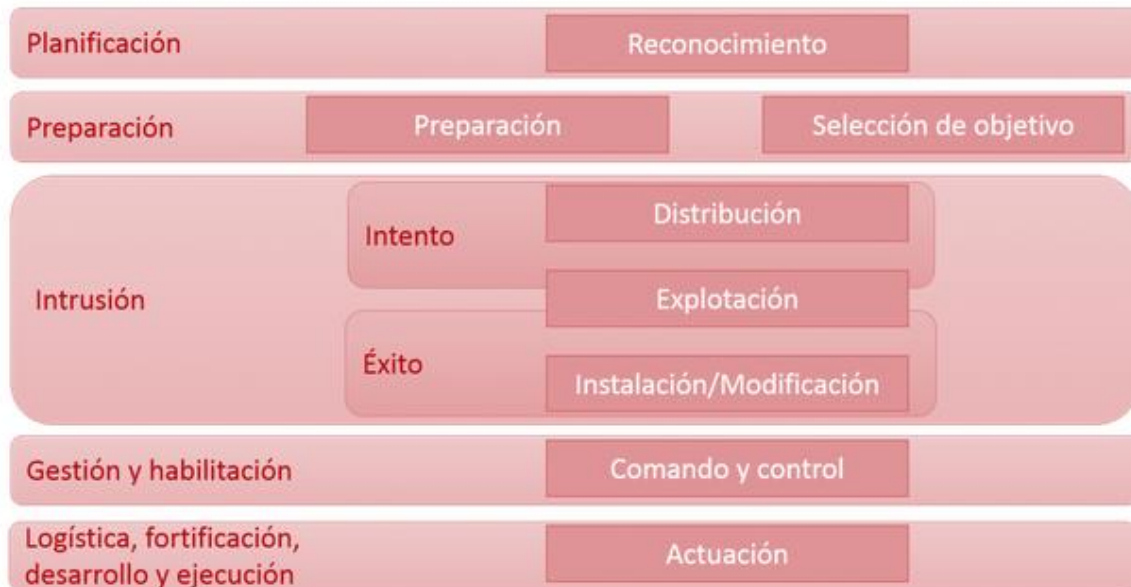 Planificación
Reconocimiento
Preparación
Preparación
Selección de objetivo
Intrusión
Intento
Distribución
Explotación
Éxito
Instalación/Modificación
Gestión y habilitación
Comando y control
Logística, fortificación,
desarrollo y ejecución
Actuación